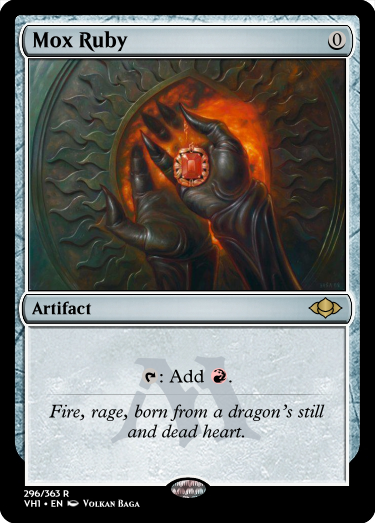 Mox Ruby 0
Artifact
: Add .
Fire, rage, born from a dragon's still
and dead heart.
296/363 R
VH1 • EN Volkan Baga